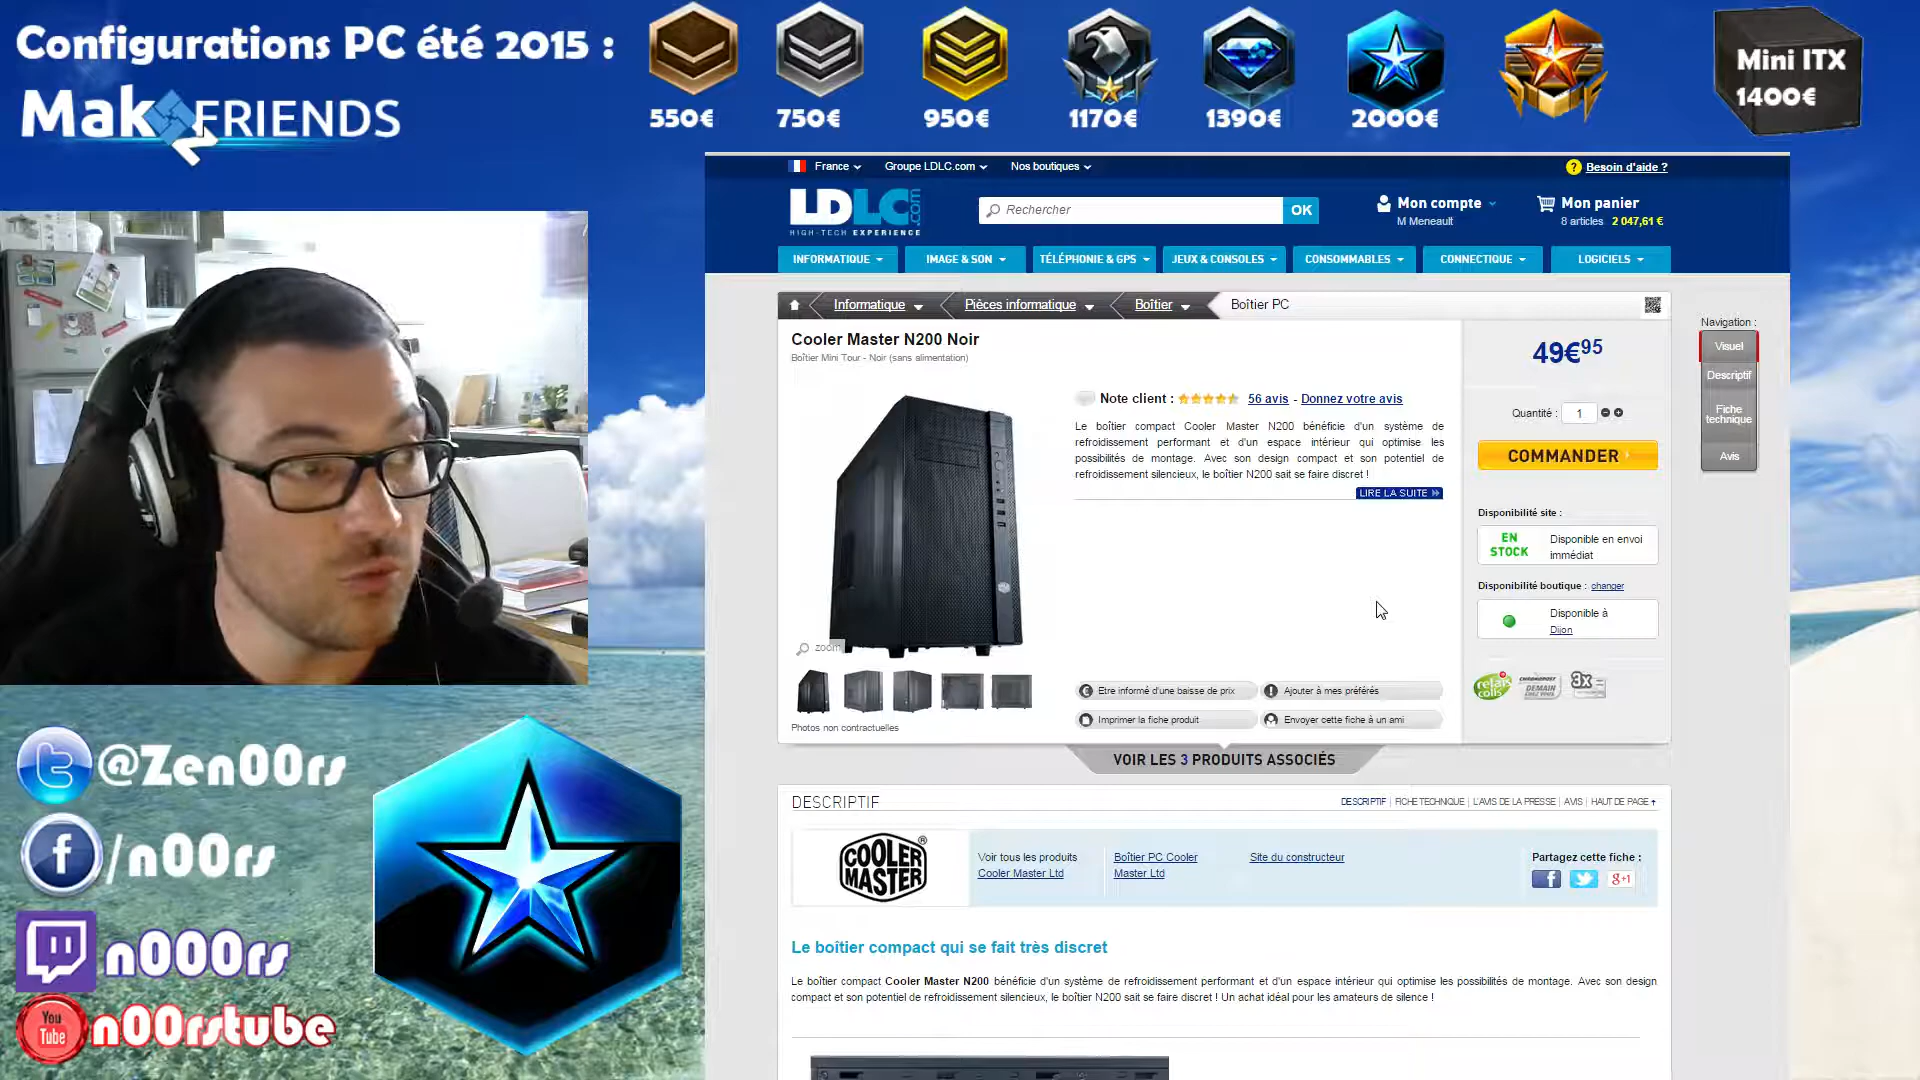 Configurations PC été 2015 :
MakZFRIENDS
550€
750€
950€
1170€
1390€
2000€
Mini ITX
1400€
France
Groupe LDLC.com
Nos boutiques
? Besoin d'aide ?
LDLC.com
HIGH-TECH EXPERIENCE
Rechercher
OK
Mon compte
M Meneault
Mon panier
8 articles 2 047,61 €
INFORMATIQUE
IMAGE & SON
TÉLÉPHONIE & GPS
JEUX & CONSOLES
CONSOMMABLES
CONNECTIQUE
LOGICIELS
Informatique
Pièces informatique
Boîtier
Boîtier PC
Navigation :
Visuel
Descriptif
Fiche
technique
Avis
Cooler Master N200 Noir
Boîtier Mini Tour - Noir (sans alimentation)
49€95
Note client :
56 avis - Donnez votre avis
Le boîtier compact Cooler Master N200 bénéficie d'un système de
refroidissement performant et d'un espace intérieur qui optimise les
possibilités de montage. Avec son design compact et son potentiel de
refroidissement silencieux, le boîtier N200 sait se faire discret !
LIRE LA SUITE
Quantité : 1
COMMANDER
Disponibilité site :
EN
STOCK
Disponible en envoi
immédiat
Disponibilité boutique : changer
Disponible à
Dijon
relais
colis
CHRONOPOST
DEMAIN
CHEZ VOUS
3x
zoom
Photos non contractuelles
Etre informé d'une baisse de prix
Ajouter à mes préférés
Imprimer la fiche produit
Envoyer cette fiche à un ami
VOIR LES 3 PRODUITS ASSOCIÉS
DESCRIPTIF
DESCRIPTIF | FICHE TECHNIQUE | L'AVIS DE LA PRESSE | AVIS | HAUT DE PAGE
COOLER
MASTER®
Voir tous les produits
Cooler Master Ltd
Boîtier PC Cooler
Master Ltd
Site du constructeur
Partagez cette fiche :
f
g+1
Le boîtier compact qui se fait très discret
Le boîtier compact Cooler Master N200 bénéficie d'un système de refroidissement performant et d'un espace intérieur qui optimise les possibilités de montage. Avec son design
compact et son potentiel de refroidissement silencieux, le boîtier N200 sait se faire discret ! Un achat idéal pour les amateurs de silence !
t
@Zen00rs
f
/n00rs
n000rs
You
Tube
n00rstube